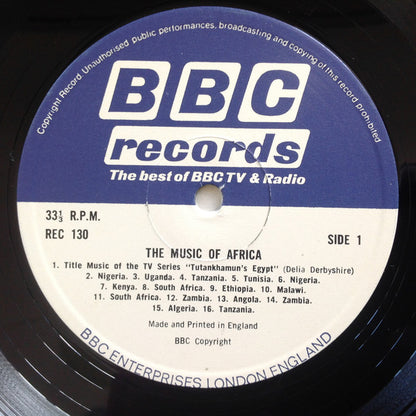 Copyright Record. Unauthorised public performances, broadcasting and copying of this record prohibited.
BBC
records
The best of BBC TV & Radio
33⅓ R.P.M.
REC 130
SIDE 1
THE MUSIC OF AFRICA
1. Title Music of the TV Series "Tutankhamun's Egypt" (Delia Derbyshire)
2. Nigeria. 3. Uganda. 4. Tanzania. 5. Tunisia. 6. Nigeria.
7. Kenya. 8. South Africa. 9. Ethiopia. 10. Malawi.
11. South Africa. 12. Zambia. 13. Angola. 14. Zambia.
15. Algeria. 16. Tanzania.
Made and Printed in England
BBC Copyright
BBC ENTERPRISES LONDON ENGLAND